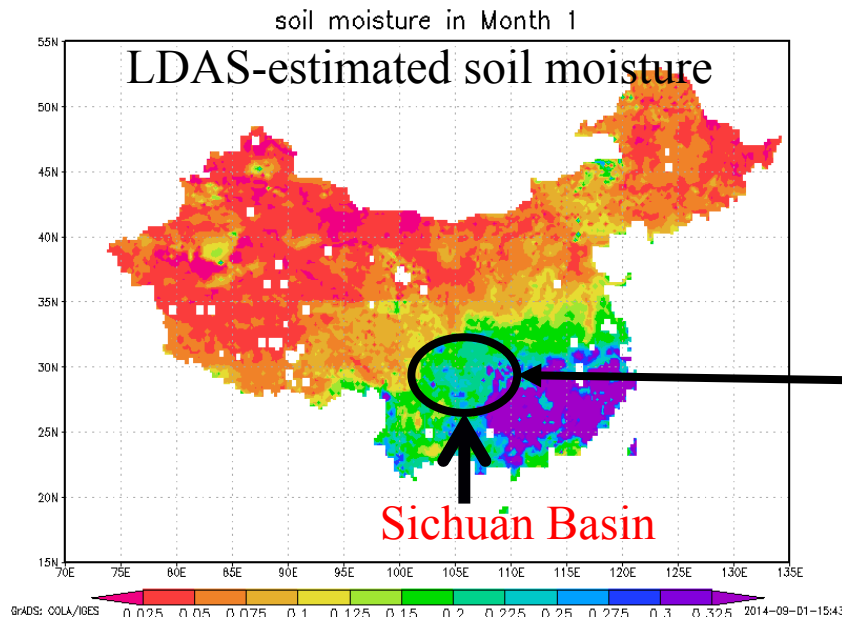 soil moisture in Month 1
LDAS-estimated soil moisture
55N
50N
45N
40N
35N
30N
25N
20N
15N
Sichuan Basin
70E 75E 80E 85E 90E 95E 100E 105E 110E 115E 120E 125E 130E 135E
0.025 0.05 0.075 0.1 0.125 0.15 0.2 0.225 0.25 0.275 0.3 0.325
GrADS: COLA/IGES 2014-09-01-15:43